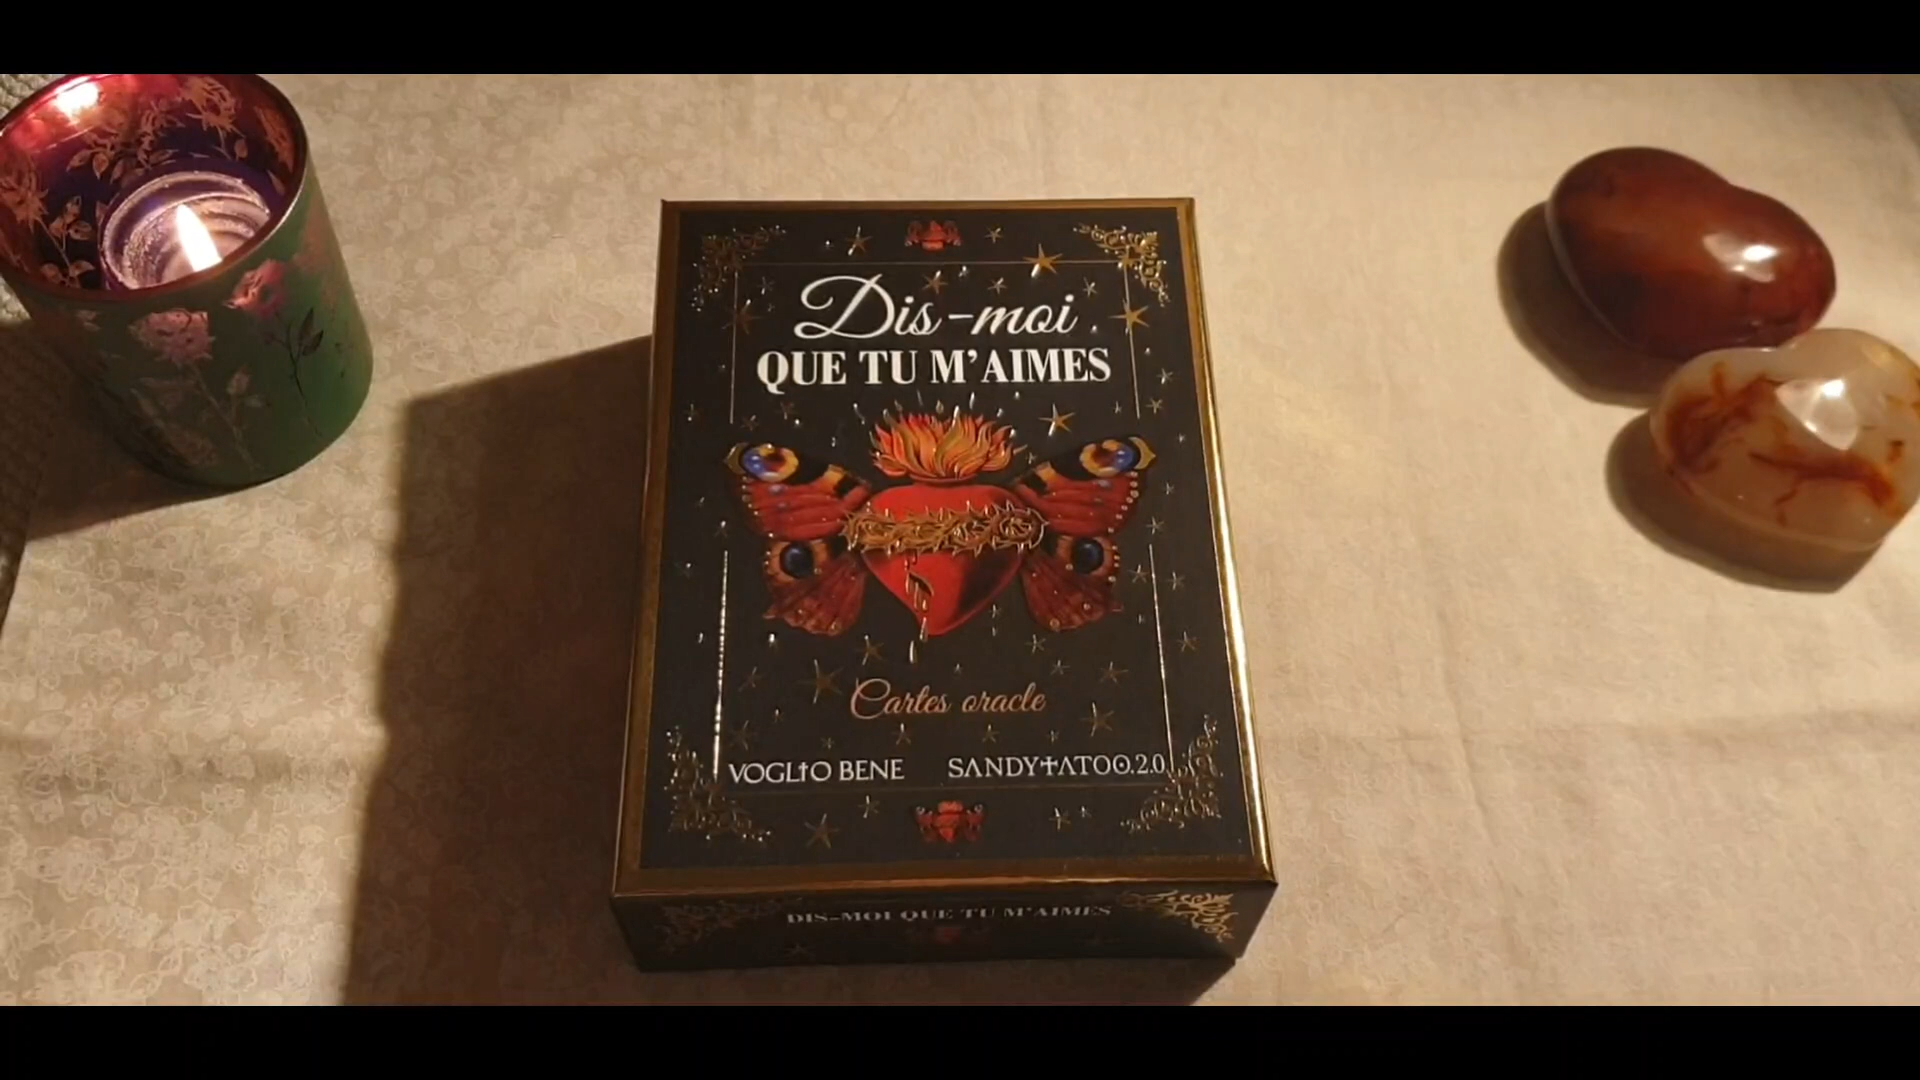 Dis-moi
QUE TU M'AIMES
Cartes oracle
VOGLIO BENE SANDYTATOO.2.0
DIS-MOI QUE TU M'AIMES